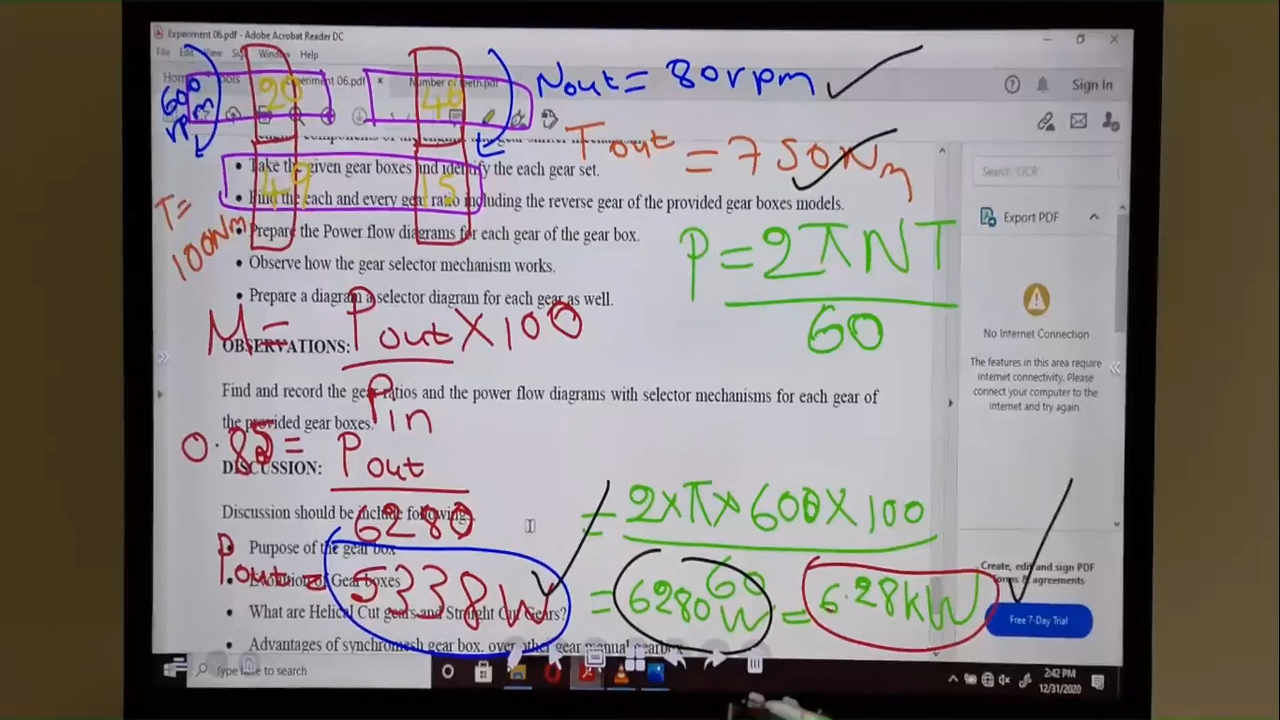 Experiment 06.pdf - Adobe Acrobat Reader DC
File Edit View Window Help
Experiment 06.pdf
Number of teeth.pdf
Sign In
600 rpm
20
Nout = 80rpm
Tout = 750Nm
• Take the given gear boxes and identify the each gear set.
• Find the each and every gear ratio including the reverse gear of the provided gear boxes models.
• Prepare the Power flow diagrams for each gear of the gear box.
• Observe how the gear selector mechanism works.
• Prepare a diagram a selector diagram for each gear as well.
49
15
T=
100Nm
P = 2πNT
60
Pout X 100
Pin
OBSERVATIONS:
Find and record the gear ratios and the power flow diagrams with selector mechanisms for each gear of
the provided gear boxes.
0.85 = Pout
6280
DISCUSSION:
Discussion should be include following.
• Purpose of the gear box
• Evolution of Gear boxes
• What are Helical Cut gears and Straight Cut Gears?
• Advantages of synchromesh gear box, over other gear manual gearbox
Pout = 5338W
= 2×π×600×100
60
= 6280W = 6.28kW
Export PDF
No Internet Connection
The features in this area require
internet connectivity. Please
connect your computer to the
internet and try again.
Create, edit and sign PDF
forms & agreements
Free 7-Day Trial
Type here to search
2:42 PM
12/31/2020